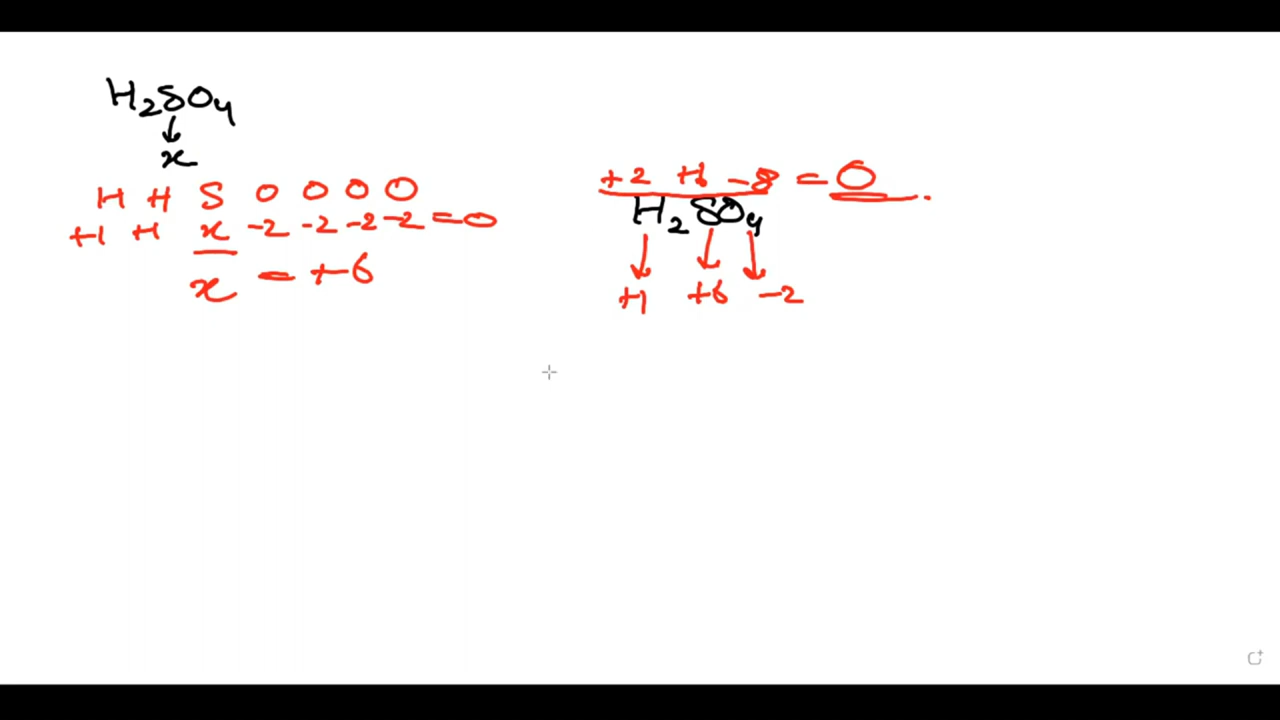 H₂SO₄
↓
x
H H S O O O O
+1 +1 x -2 -2 -2 -2 = 0
x = +6
+2 +6 -8 = 0
H₂SO₄
↓ ↓ ↓
+1 +6 -2